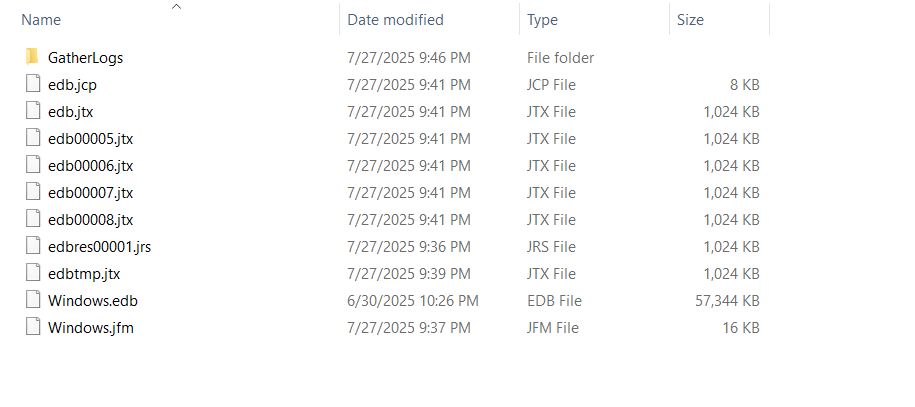 Name Date modified Type Size
GatherLogs 7/27/2025 9:46 PM File folder
edb.jcp 7/27/2025 9:41 PM JCP File 8 KB
edb.jtx 7/27/2025 9:41 PM JTX File 1,024 KB
edb00005.jtx 7/27/2025 9:41 PM JTX File 1,024 KB
edb00006.jtx 7/27/2025 9:41 PM JTX File 1,024 KB
edb00007.jtx 7/27/2025 9:41 PM JTX File 1,024 KB
edb00008.jtx 7/27/2025 9:41 PM JTX File 1,024 KB
edbres00001.jrs 7/27/2025 9:36 PM JRS File 1,024 KB
edbtmp.jtx 7/27/2025 9:39 PM JTX File 1,024 KB
Windows.edb 6/30/2025 10:26 PM EDB File 57,344 KB
Windows.jfm 7/27/2025 9:37 PM JFM File 16 KB